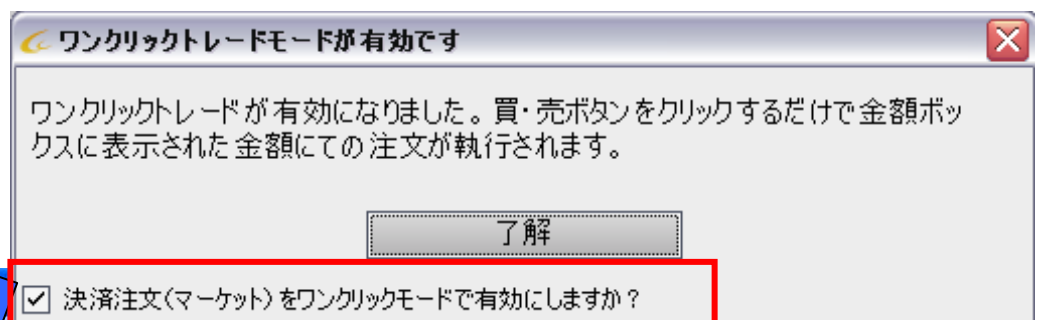 ワンクリックトレードモードが有効です
ワンクリックトレードが有効になりました。買・売ボタンをクリックするだけで金額ボッ
クスに表示された金額にての注文が執行されます。
了解
決済注文(マーケット)をワンクリックモードで有効にしますか?